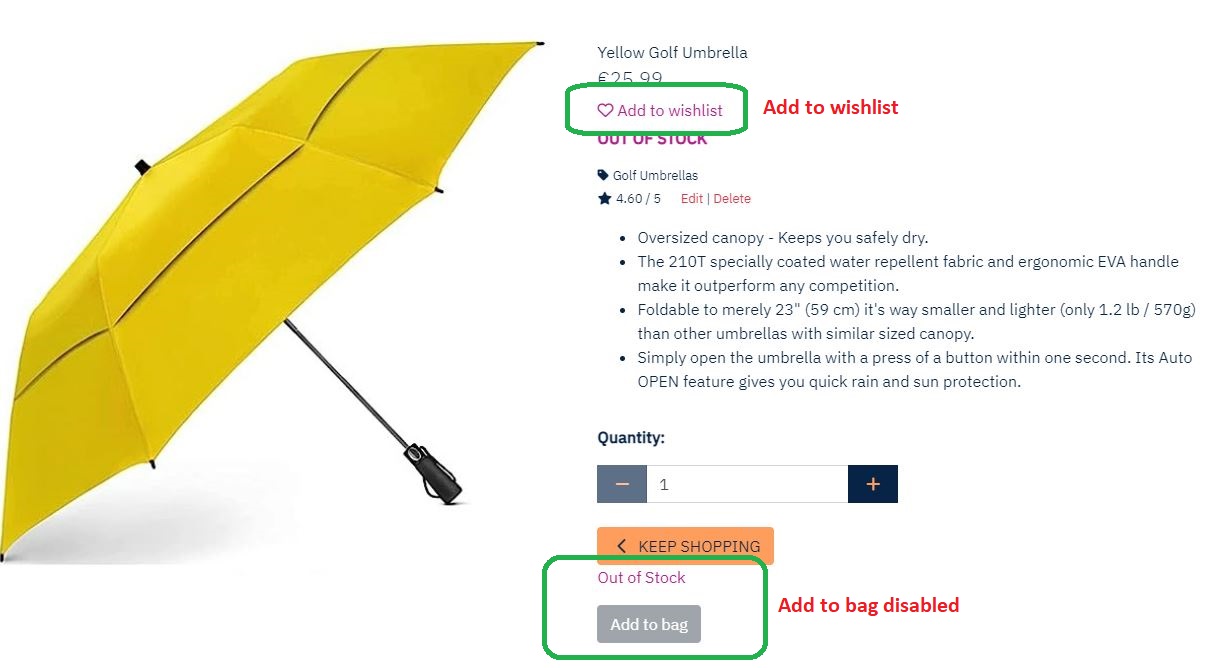 Yellow Golf Umbrella
€25.99
Add to wishlist
Add to wishlist
OUT OF STOCK
Golf Umbrellas
4.60 / 5 Edit | Delete
Oversized canopy - Keeps you safely dry.
The 210T specially coated water repellent fabric and ergonomic EVA handle
make it outperform any competition.
Foldable to merely 23" (59 cm) it's way smaller and lighter (only 1.2 lb / 570g)
than other umbrellas with similar sized canopy.
Simply open the umbrella with a press of a button within one second. Its Auto
OPEN feature gives you quick rain and sun protection.
Quantity:
− 1 +
KEEP SHOPPING
Out of Stock
Add to bag disabled
Add to bag